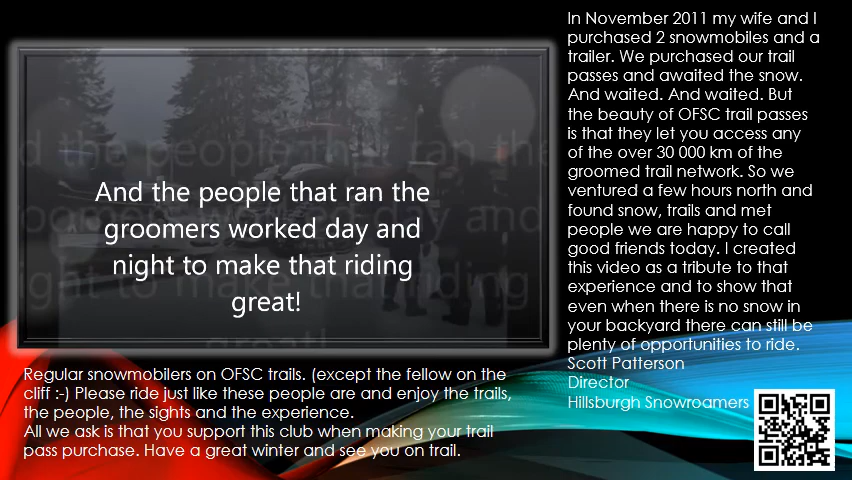 And the people that ran the
groomers worked day and
night to make that riding
great!
Regular snowmobilers on OFSC trails. (except the fellow on the
cliff :-) Please ride just like these people are and enjoy the trails,
the people, the sights and the experience.
All we ask is that you support this club when making your trail
pass purchase. Have a great winter and see you on trail.
In November 2011 my wife and I
purchased 2 snowmobiles and a
trailer. We purchased our trail
passes and awaited the snow.
And waited. And waited. But
the beauty of OFSC trail passes
is that they let you access any
of the over 30 000 km of the
groomed trail network. So we
ventured a few hours north and
found snow, trails and met
people we are happy to call
good friends today. I created
this video as a tribute to that
experience and to show that
even when there is no snow in
your backyard there can still be
plenty of opportunities to ride.
Scott Patterson
Director
Hillsburgh Snowroamers